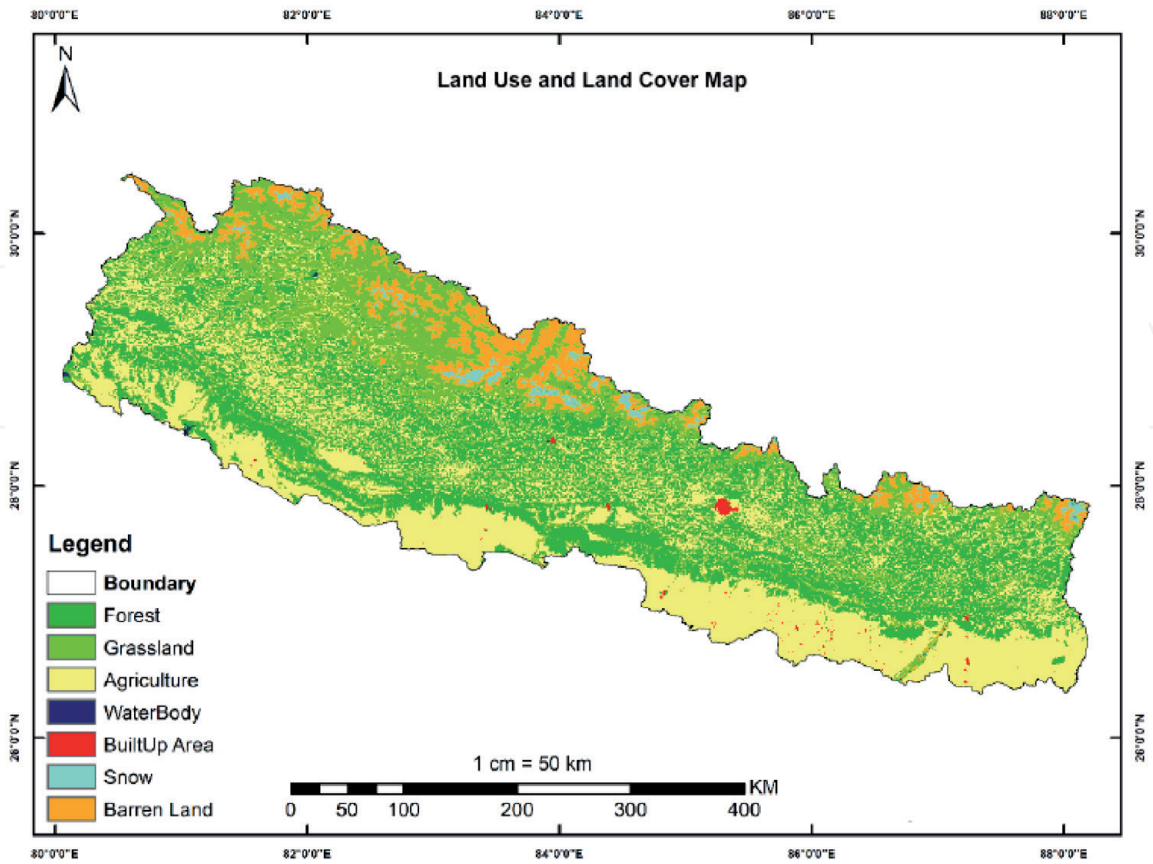 80°0'0"E 82°0'0"E 84°0'0"E 86°0'0"E 88°0'0"E
N
Land Use and Land Cover Map
30°0'0"N 30°0'0"N
28°0'0"N 28°0'0"N
Legend
Boundary
Forest
Grassland
Agriculture
WaterBody
BuiltUp Area
Snow
Barren Land
26°0'0"N 26°0'0"N
1 cm = 50 km
KM
0 50 100 200 300 400
80°0'0"E 82°0'0"E 84°0'0"E 86°0'0"E 88°0'0"E